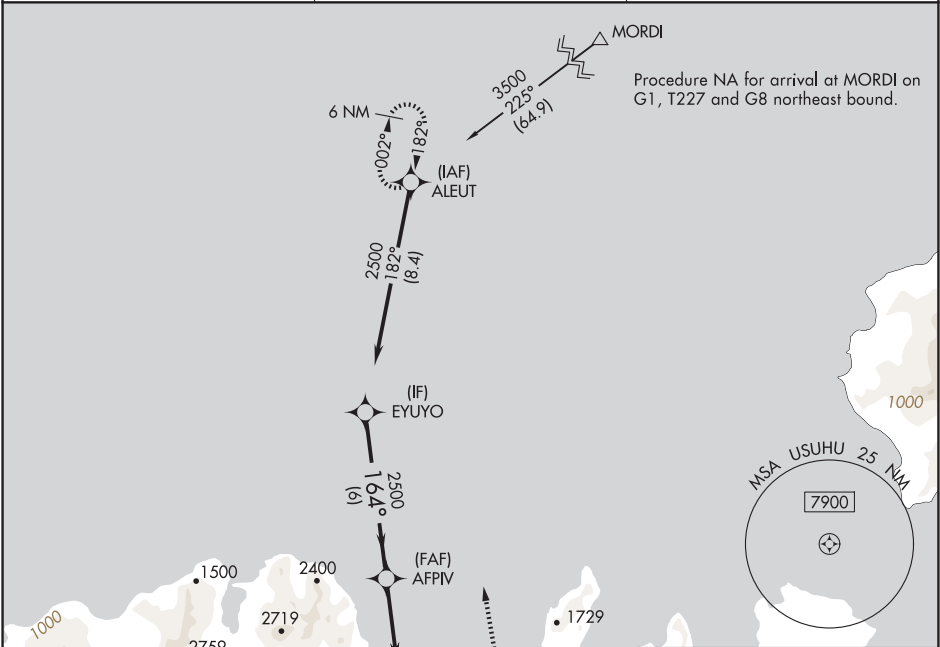 MORDI
Procedure NA for arrival at MORDI on
G1, T227 and G8 northeast bound.
3500
225°
(64.9)
6 NM
002°
182°
(IAF)
ALEUT
2500
182°
(8.4)
(IF)
EYUYO
1000
2500
164°
(6)
MSA USUHU 25 NM
7900
(FAF)
AFPIV
1500
2400
2719
1729
1000
2759